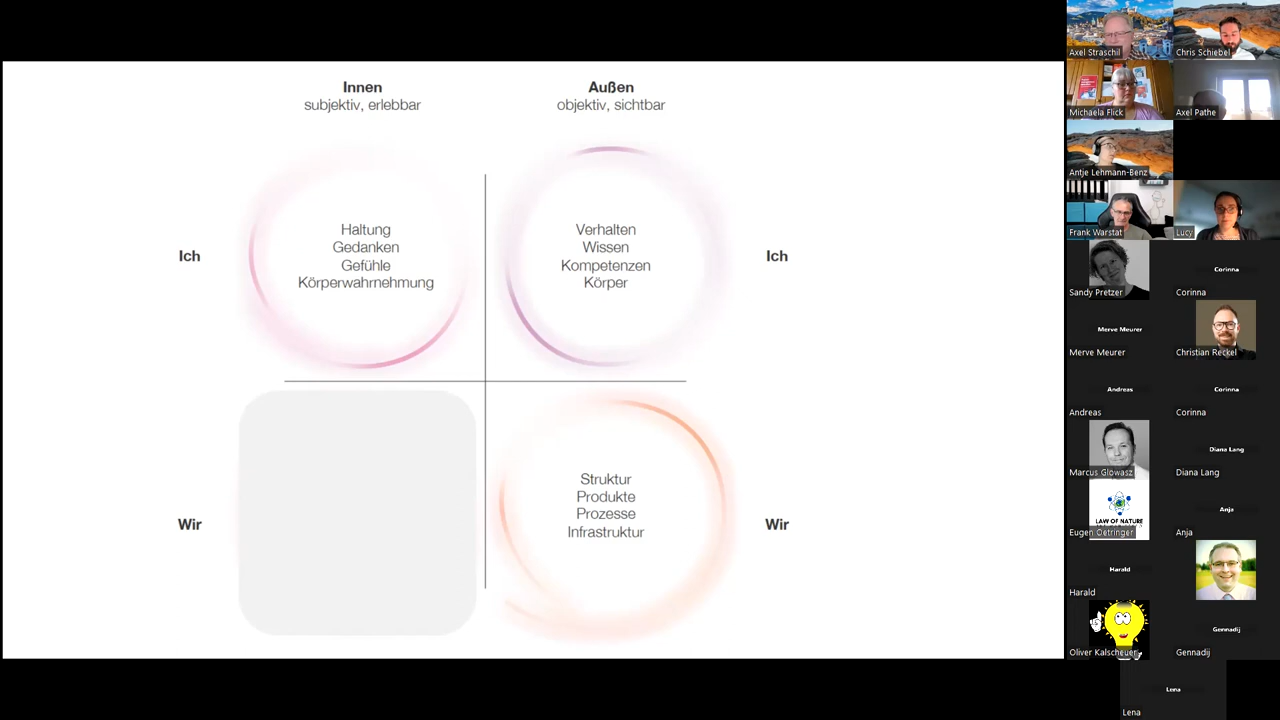 Innen
subjektiv, erlebbar
Außen
objektiv, sichtbar
Ich
Haltung
Gedanken
Gefühle
Körperwahrnehmung
Verhalten
Wissen
Kompetenzen
Körper
Ich
Wir
Struktur
Produkte
Prozesse
Infrastruktur
Wir
Axel Straschil
Chris Schiebel
Michaela Flick
Axel Pathe
Antje Lehmann-Benz
Frank Warstat
Lucy
Sandy Pretzer
Corinna
Corinna
Merve Meurer
Merve Meurer
Christian Reckel
Andreas
Andreas
Corinna
Corinna
Marcus Glowasz
Diana Lang
Diana Lang
LAW OF NATURE
Eugen Oetringer
Anja
Anja
Harald
Harald
Oliver Kalscheuer
Gennadij
Gennadij
Lena
Lena